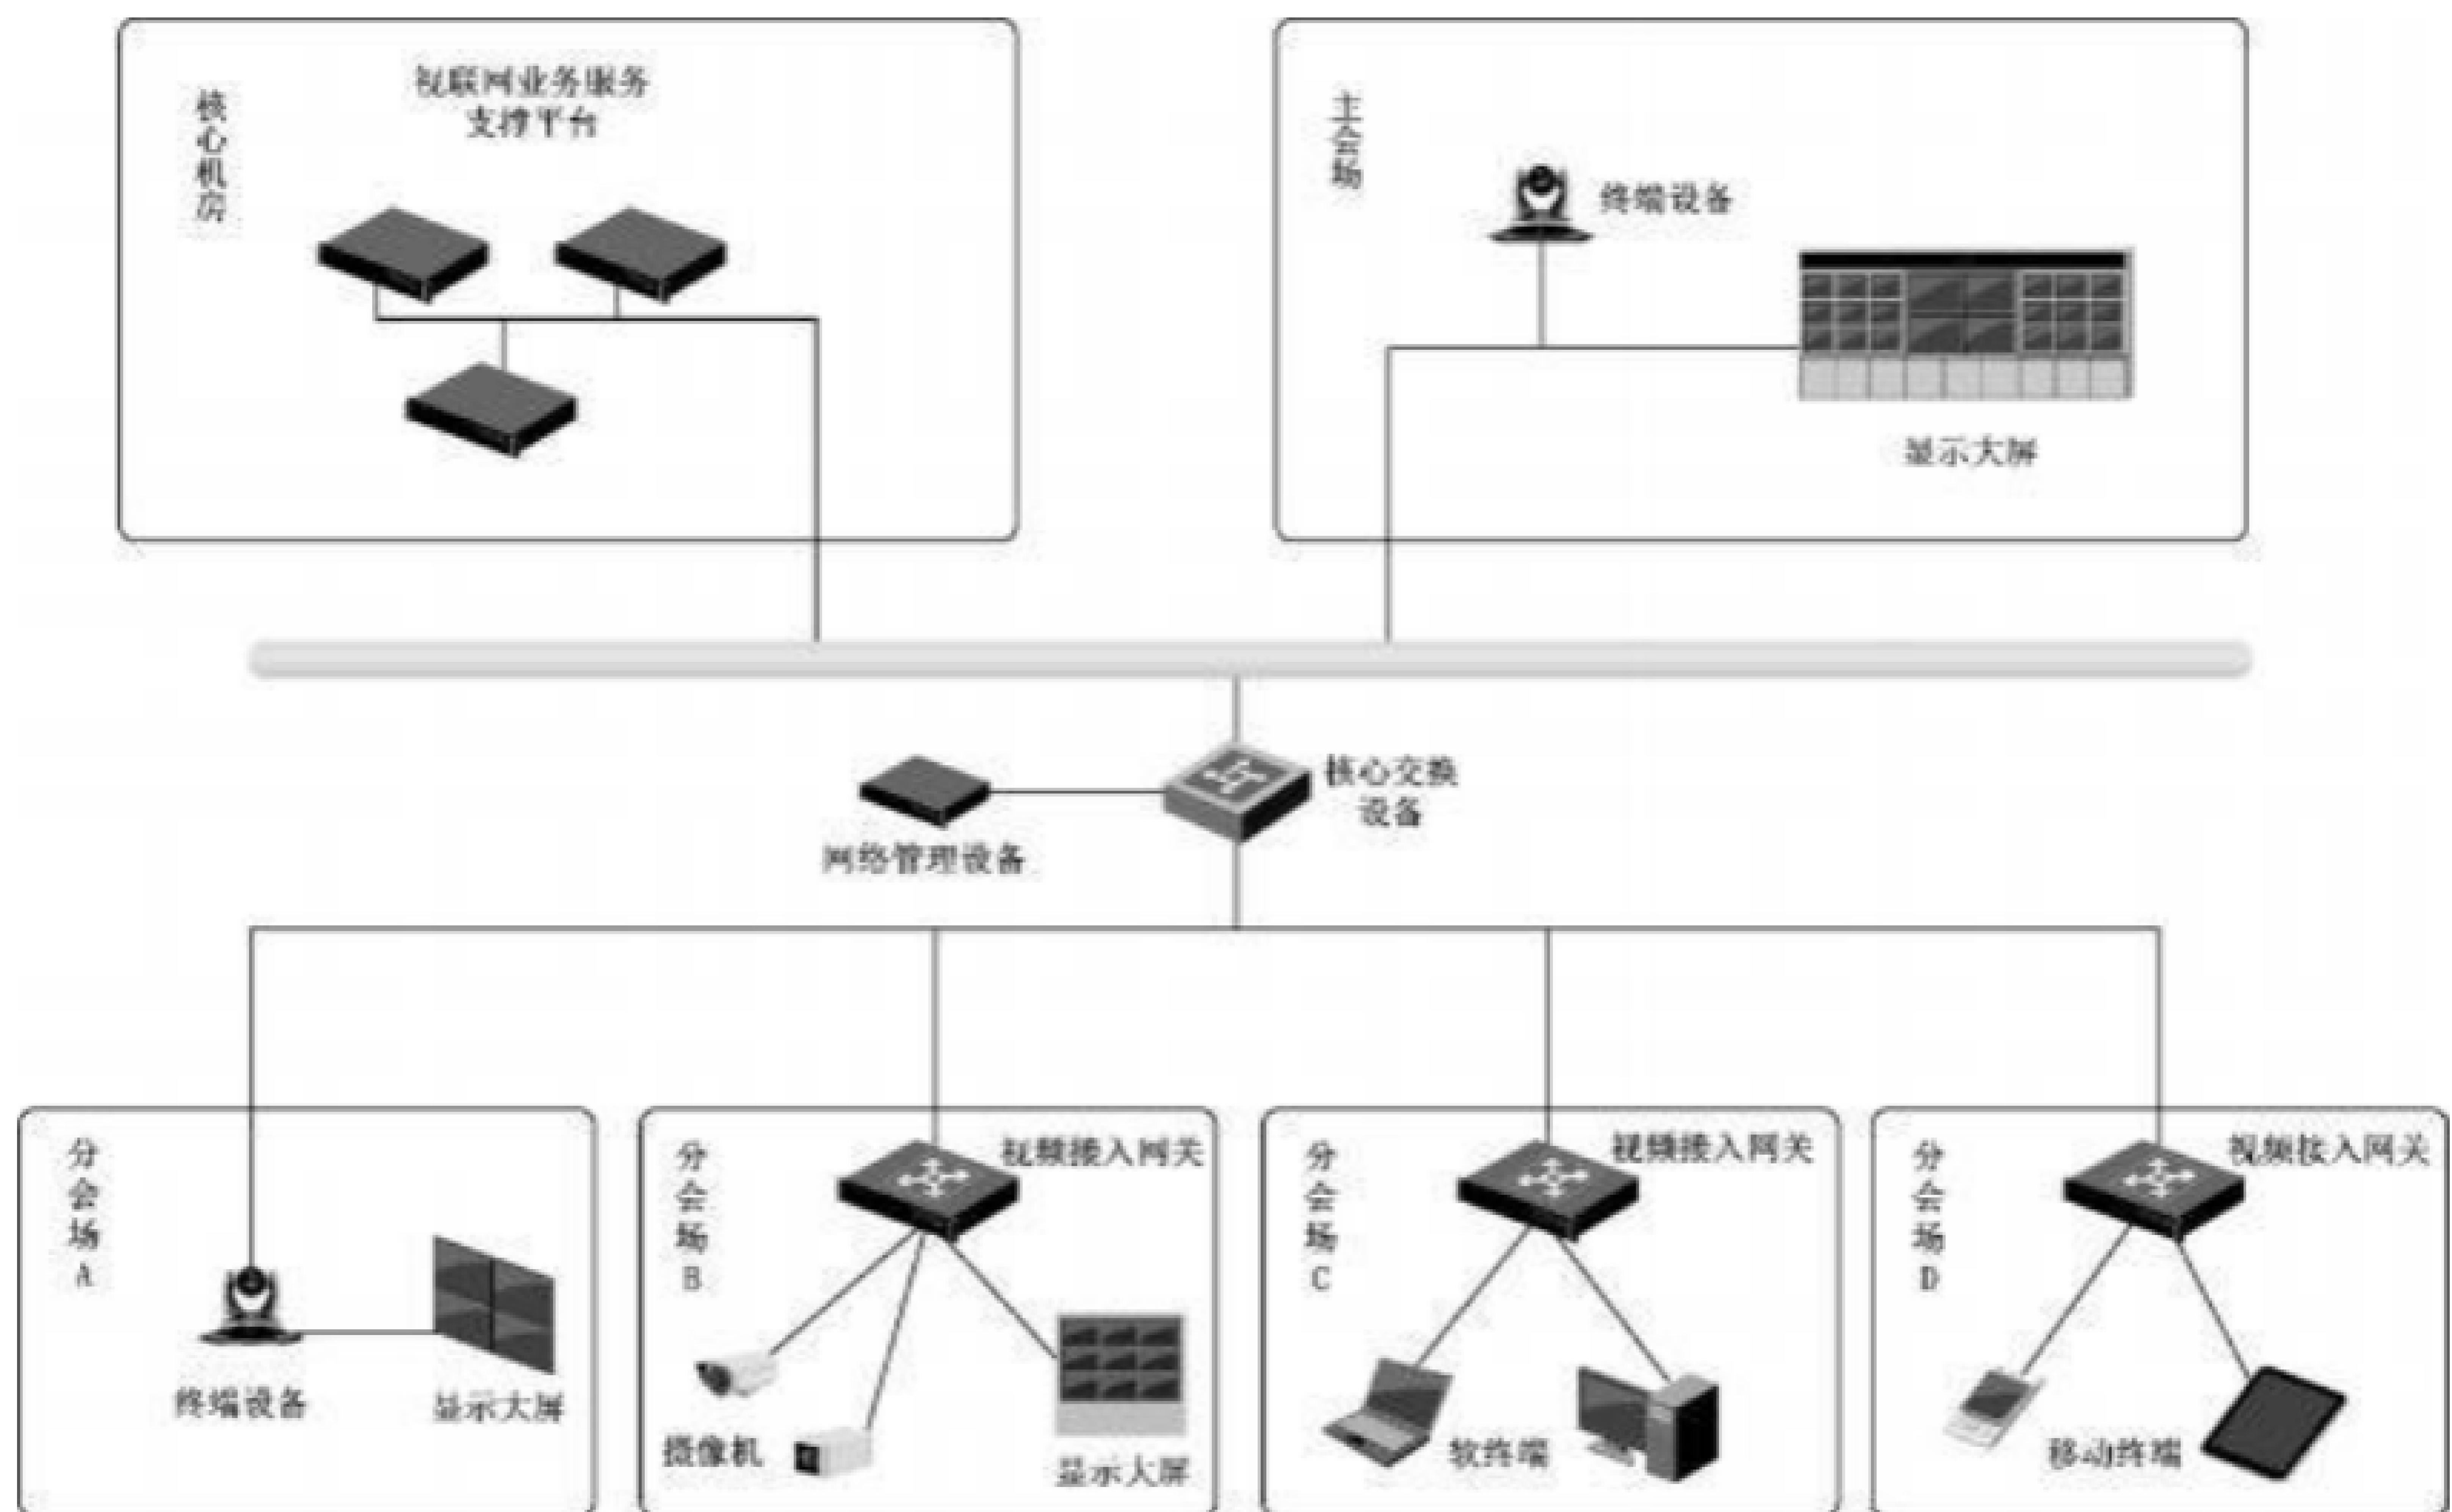 核心机房
视联网业务服务
支撑平台
主会场
终端设备
显示大屏
核心交换
设备
网络管理设备
分会场A
终端设备
显示大屏
分会场B
视频接入网关
摄像机
显示大屏
分会场C
视频接入网关
软终端
分会场D
视频接入网关
移动终端